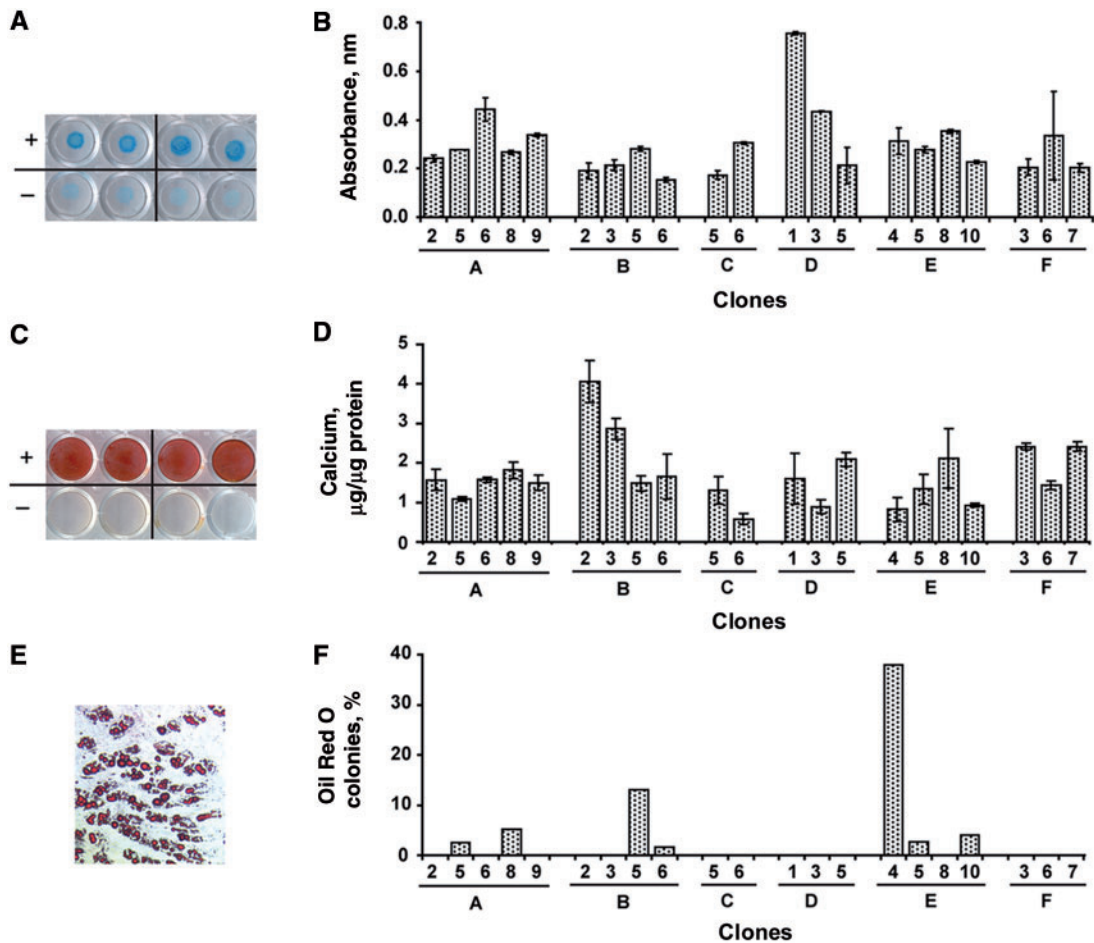 A
+
−
B
Absorbance, nm
0.8
0.6
0.4
0.2
0.0
2 5 6 8 9 2 3 5 6 5 6 1 3 5 4 5 8 10 3 6 7
A B C D E F
Clones
C
+
−
D
Calcium,
µg/µg protein
5
4
3
2
1
0
2 5 6 8 9 2 3 5 6 5 6 1 3 5 4 5 8 10 3 6 7
A B C D E F
Clones
E
F
Oil Red O
colonies, %
40
30
20
10
0
2 5 6 8 9 2 3 5 6 5 6 1 3 5 4 5 8 10 3 6 7
A B C D E F
Clones